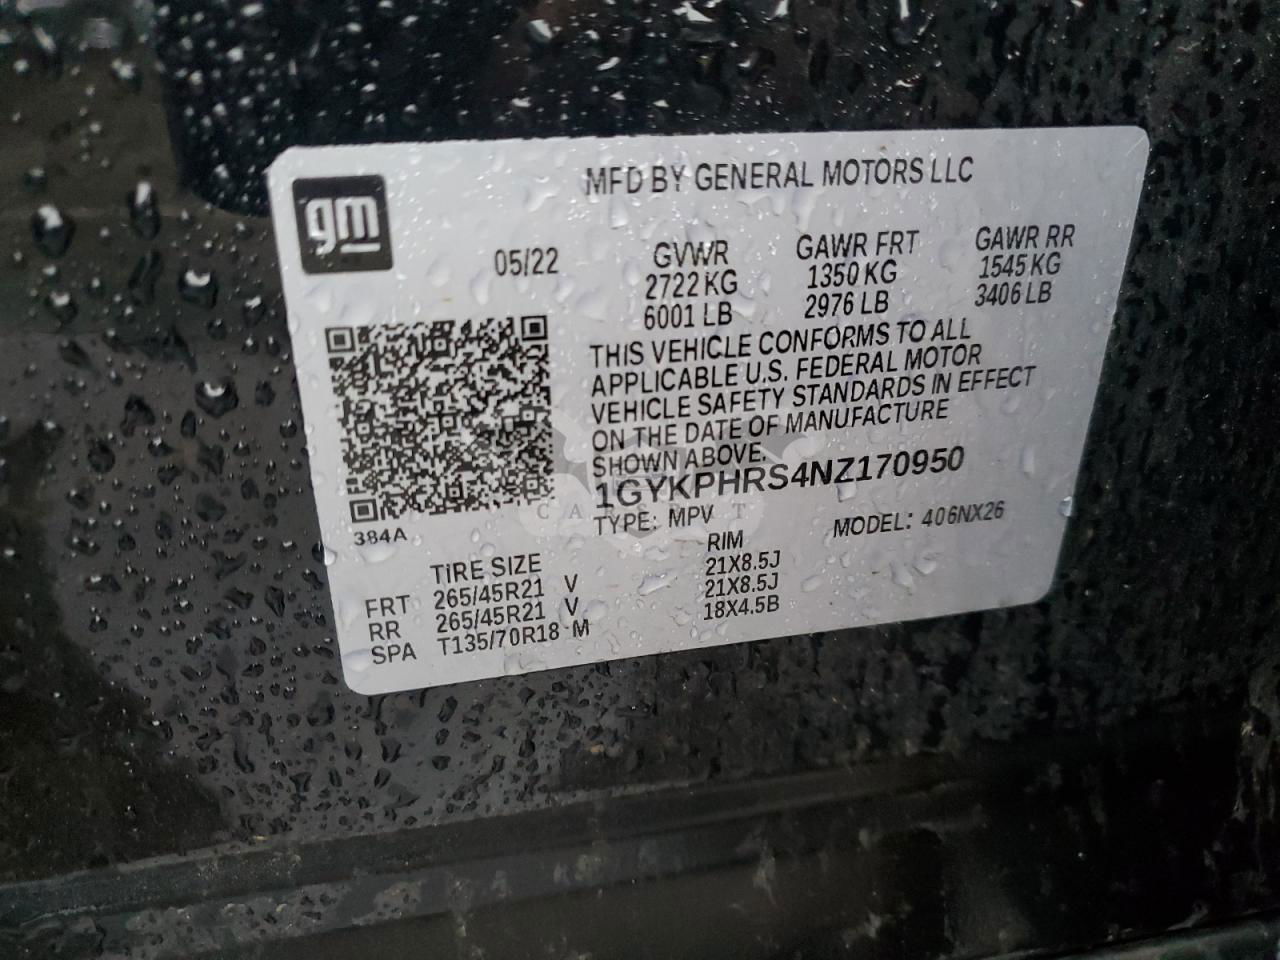 MFD BY GENERAL MOTORS LLC
gm
05/22
GVWR
2722 KG
6001 LB
GAWR FRT
1350 KG
2976 LB
GAWR RR
1545 KG
3406 LB
THIS VEHICLE CONFORMS TO ALL
APPLICABLE U.S. FEDERAL MOTOR
VEHICLE SAFETY STANDARDS IN EFFECT
ON THE DATE OF MANUFACTURE
SHOWN ABOVE.
1GYKPHRS4NZ170950
TYPE: MPV
MODEL: 406NX26
384A
TIRE SIZE
RIM
FRT 265/45R21 V 21X8.5J
RR 265/45R21 V 21X8.5J
SPA T135/70R18 M 18X4.5B